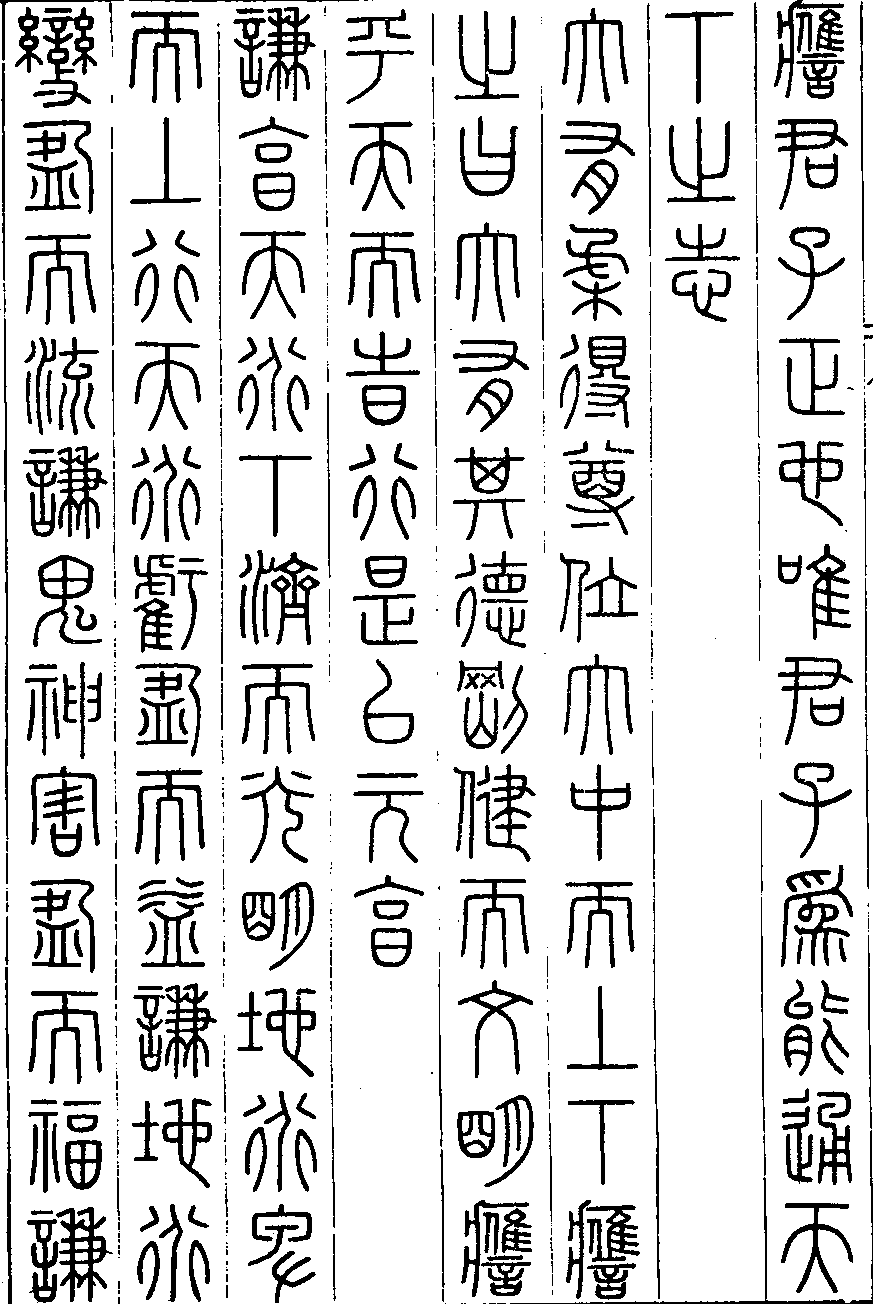 應君子正也唯君子爲能通天
下之志
大有柔得尊位大中而上下應
之曰大有其德剛健而文明應
乎天而時行是以元亨
謙亨天道下濟而光明地道卑
而上行天道虧盈而益謙地道
變盈而流謙鬼神害盈而福謙